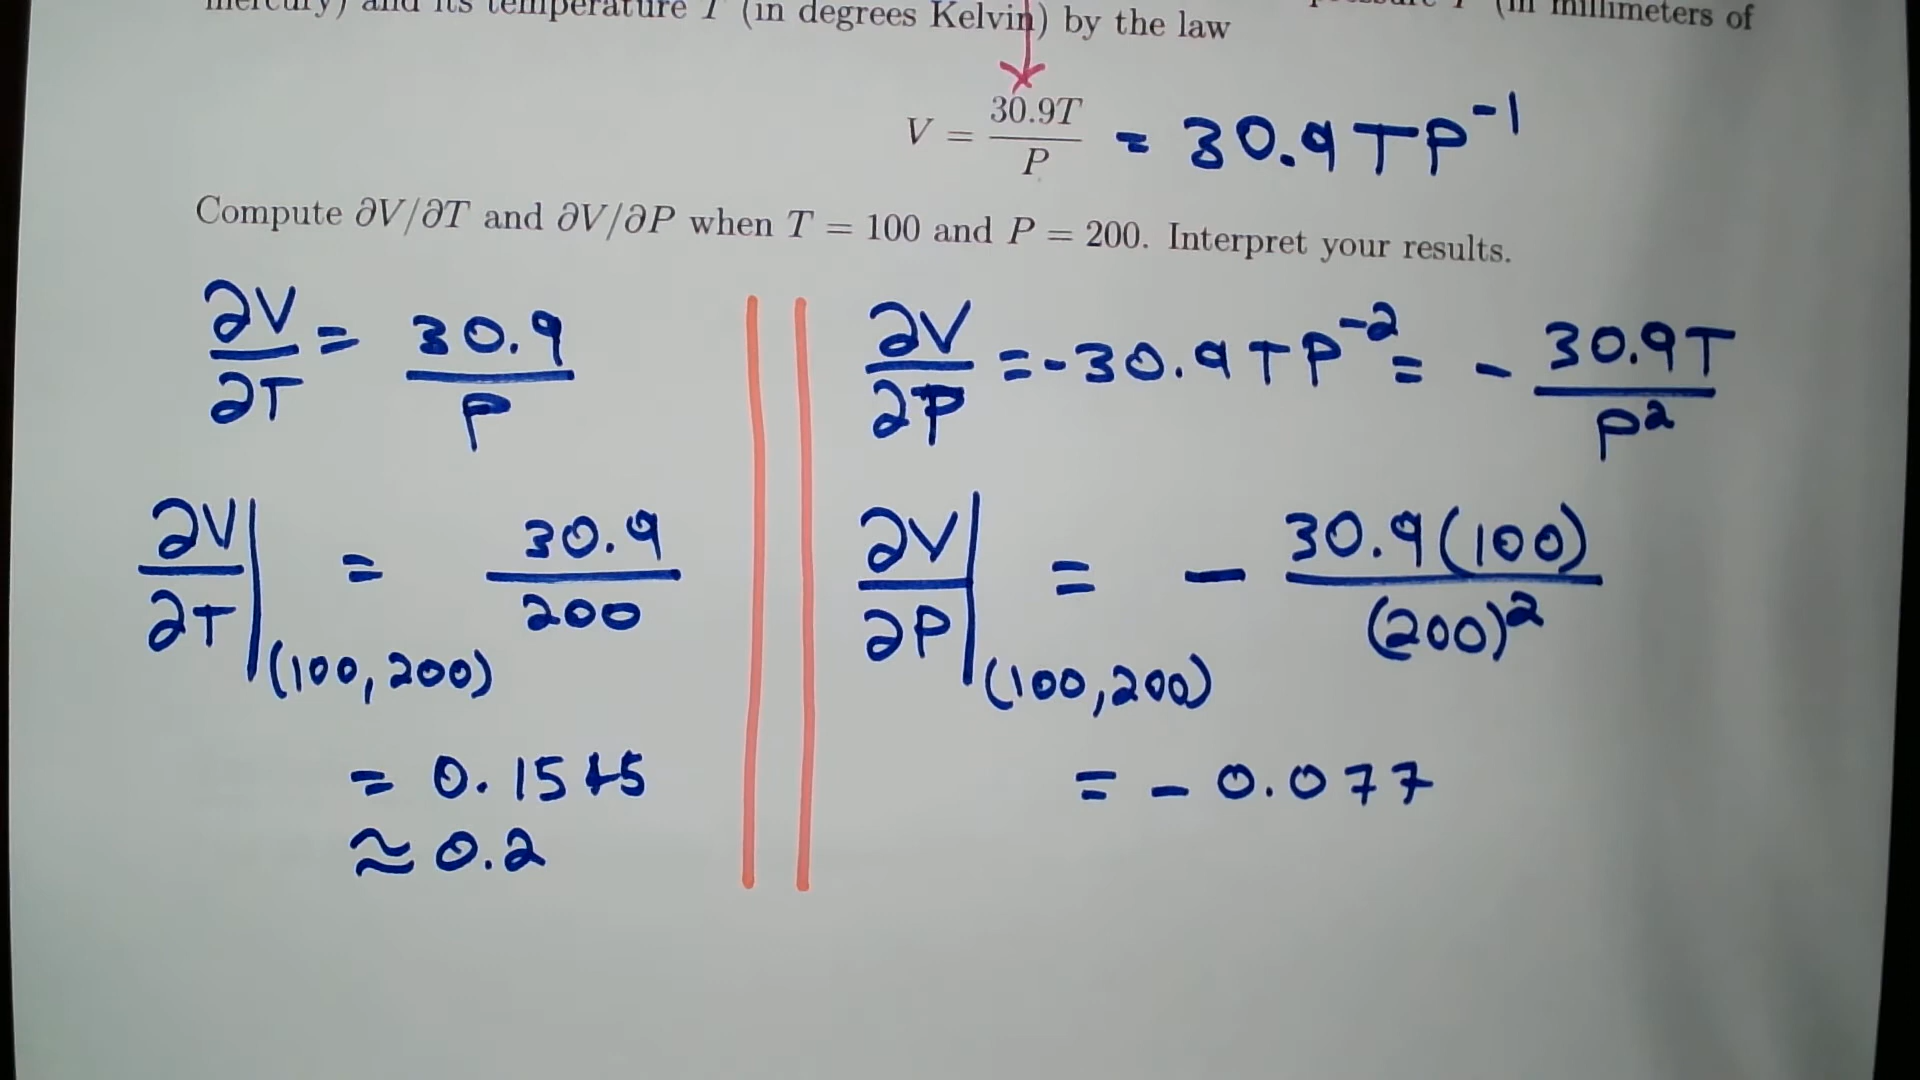 mercury) and its temperature T (in degrees Kelvin) by the law
(in millimeters of
V = 30.9T/P = 30.9TP⁻¹
Compute ∂V/∂T and ∂V/∂P when T = 100 and P = 200. Interpret your results.
∂V/∂T = 30.9/P
∂V/∂P = -30.9TP⁻² = - 30.9T/P²
∂V/∂T |(100,200) = 30.9/200
∂V/∂P |(100,200) = - 30.9(100)/(200)²
= 0.1545
= -0.077
≈ 0.2